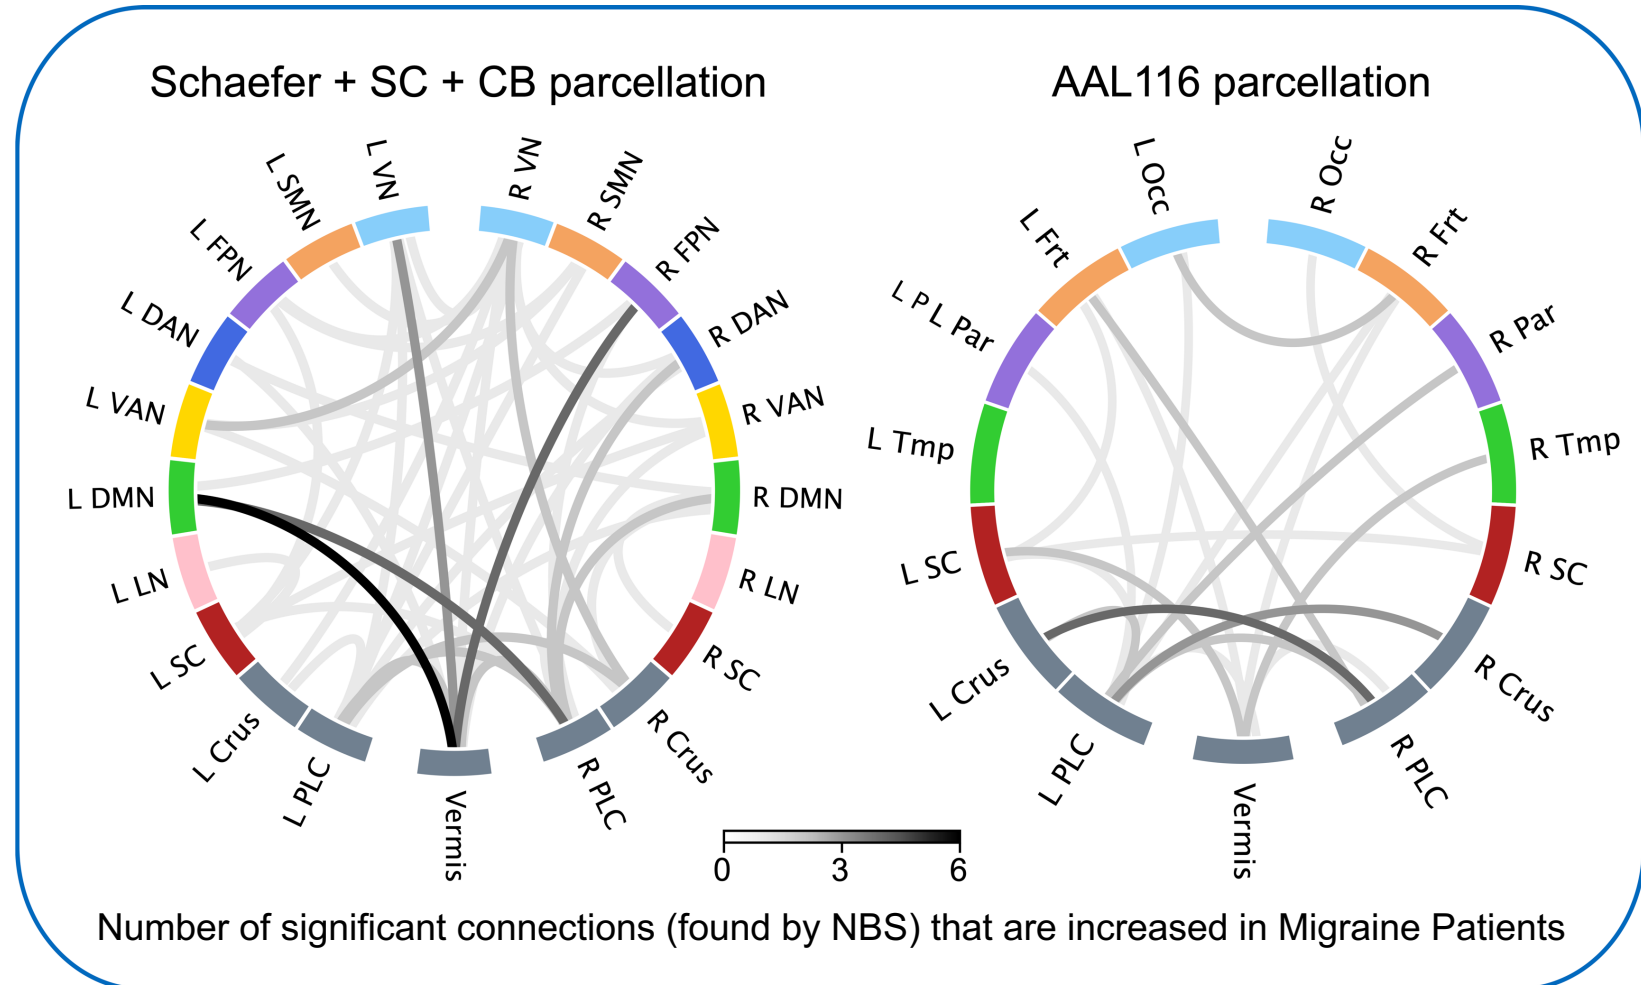 Schaefer + SC + CB parcellation
L VN
L SMN
L FPN
L DAN
L VAN
L DMN
L LN
L SC
L Crus
L PLC
Vermis
R PLC
R Crus
R SC
R LN
R DMN
R VAN
R DAN
R FPN
R SMN
R VN
AAL116 parcellation
L Occ
L Frt
L P L Par
L Tmp
L SC
L Crus
L PLC
Vermis
R PLC
R Crus
R SC
R Tmp
R Par
R Frt
R Occ
0 3 6
Number of significant connections (found by NBS) that are increased in Migraine Patients